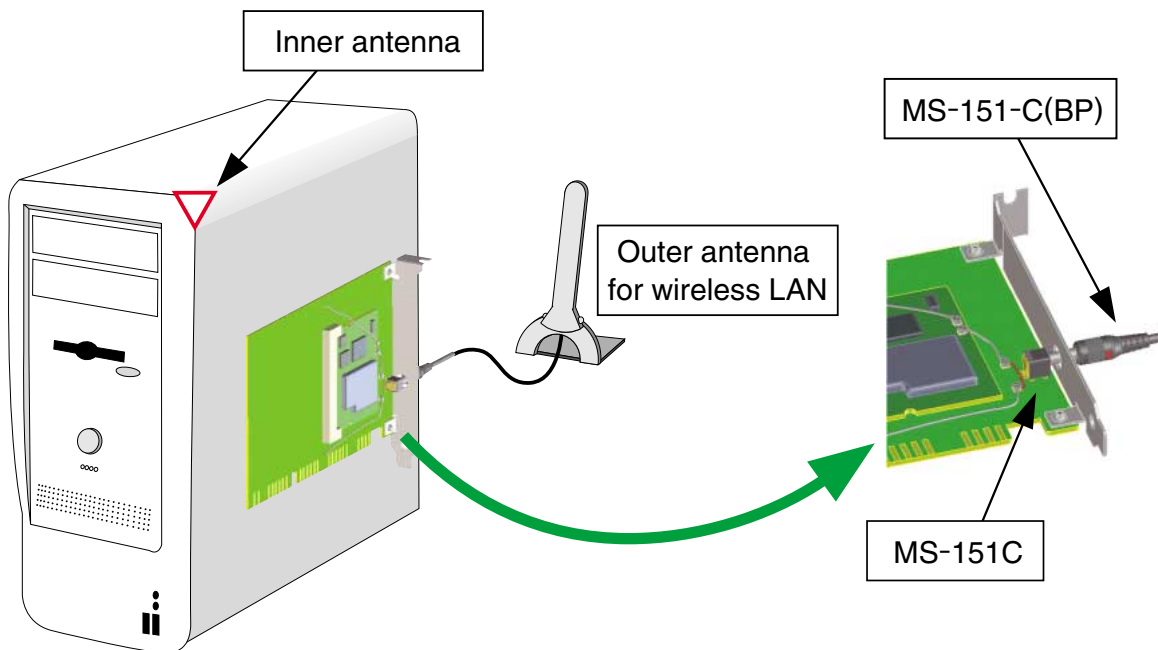 Inner antenna
MS-151-C(BP)
Outer antenna
for wireless LAN
MS-151C